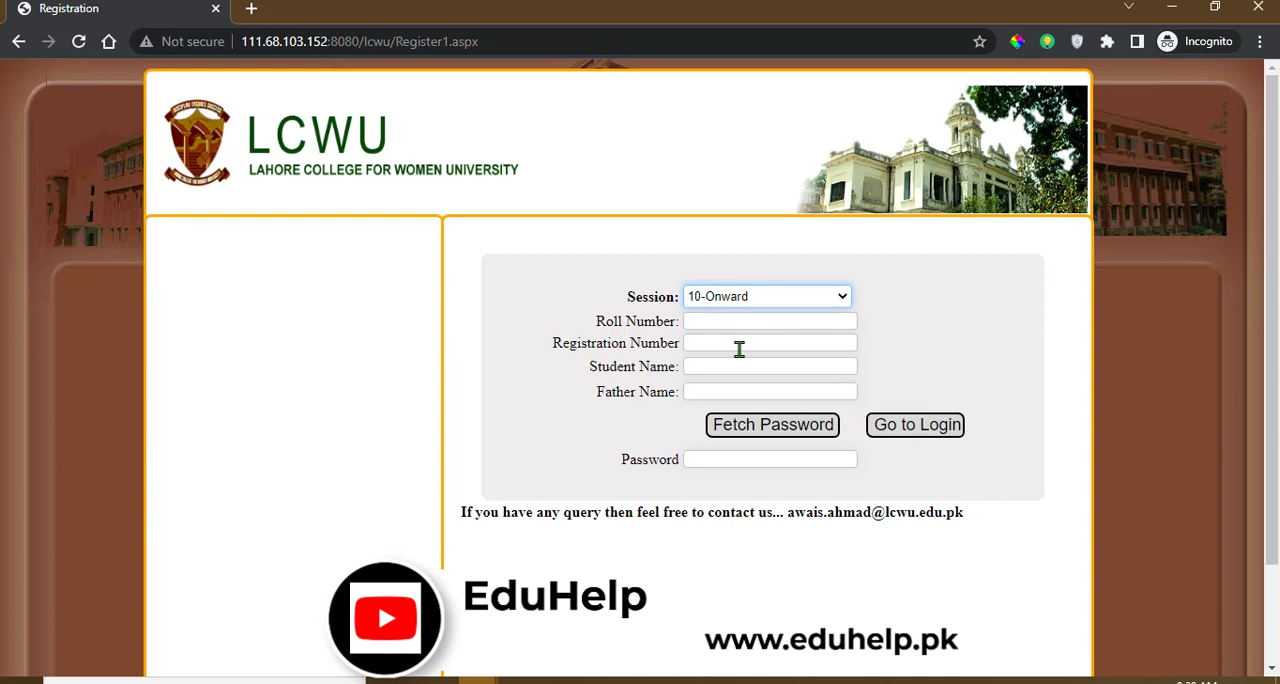 Registration
Not secure
111.68.103.152:8080/lcwu/Register1.aspx
Incognito
LCWU
LAHORE COLLEGE FOR WOMEN UNIVERSITY
Session: 10-Onward
Roll Number:
Registration Number
Student Name:
Father Name:
Fetch Password Go to Login
Password
If you have any query then feel free to contact us... awais.ahmad@lcwu.edu.pk
EduHelp
www.eduhelp.pk